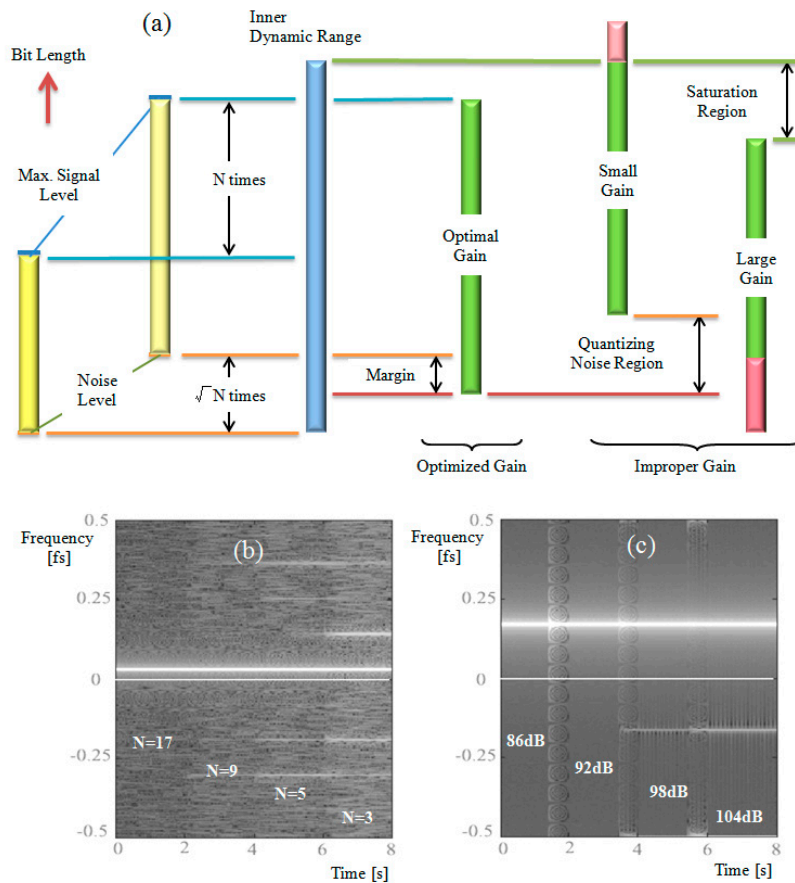 (a)
Inner
Dynamic Range
Bit Length
Saturation
Region
Max. Signal
Level
N times
Small
Gain
Optimal
Gain
Large
Gain
Noise
Level
√N times
Margin
Quantizing
Noise Region
Optimized Gain
Improper Gain
Frequency
[fs]
0.5
0.25
0
-0.25
-0.5
(b)
N=17
N=9
N=5
N=3
0 2 4 6 8
Time [s]
Frequency
[fs]
0.5
0.25
0
-0.25
-0.5
(c)
86dB
92dB
98dB
104dB
0 2 4 6 8
Time [s]